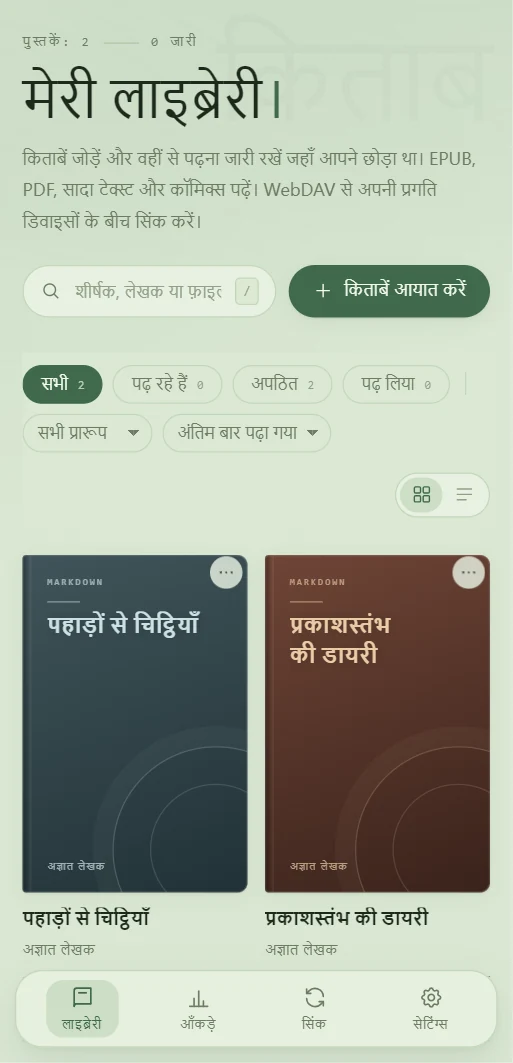 पुस्तकें: 2 — 0 जारी
किताब
मेरी लाइब्रेरी
किताबें जोड़ें और वहीं से पढ़ना जारी रखें जहाँ आपने छोड़ा था। EPUB,
PDF, सादा टेक्स्ट और कॉमिक्स पढ़ें। WebDAV से अपनी प्रगति
डिवाइसों के बीच सिंक करें।
शीर्षक, लेखक या फ़ाइल /
+ किताबें आयात करें
सभी 2 पढ़ रहे हैं 0 अपठित 2 पढ़ लिया 0
सभी प्रारूप अंतिम बार पढ़ा गया
MARKDOWN
पहाड़ों से चिट्ठियाँ
अज्ञात लेखक
MARKDOWN
प्रकाशस्तंभ
की डायरी
अज्ञात लेखक
पहाड़ों से चिट्ठियाँ
अज्ञात लेखक
प्रकाशस्तंभ की डायरी
अज्ञात लेखक
लाइब्रेरी आँकड़े सिंक सेटिंग्स